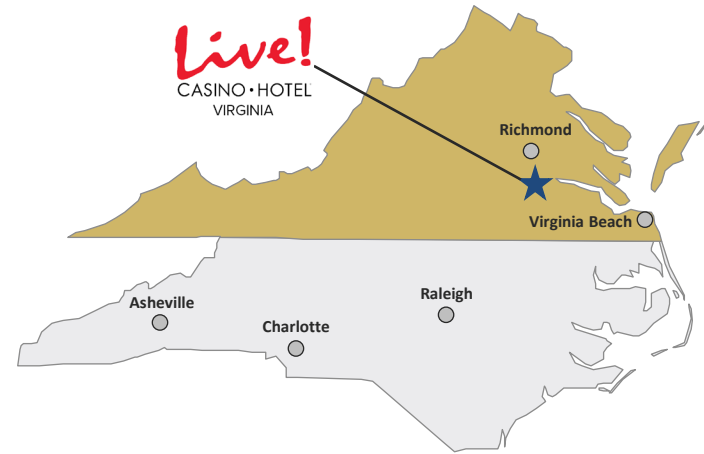 Live!
CASINO • HOTEL
VIRGINIA
Richmond
Virginia Beach
Asheville
Raleigh
Charlotte